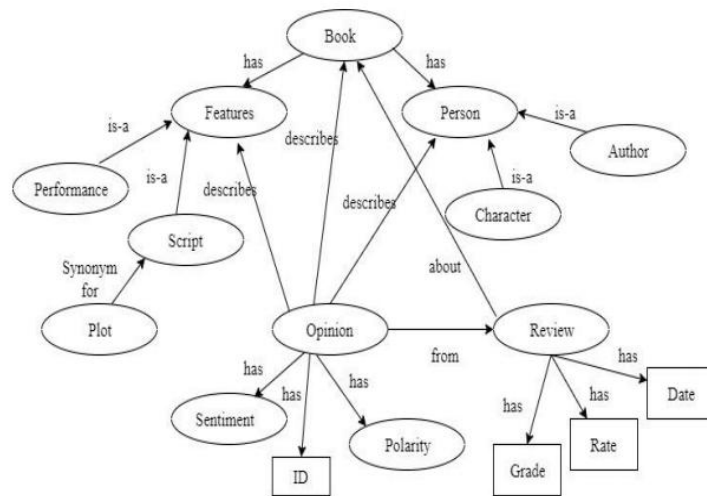 Book
has
has
Features
Person
is-a
is-a
describes
Author
Performance
is-a
describes
describes
is-a
Character
Script
Synonym
for
about
Plot
Opinion
Review
from
has
has
has
has
has
has
Date
Sentiment
Polarity
Rate
ID
Grade